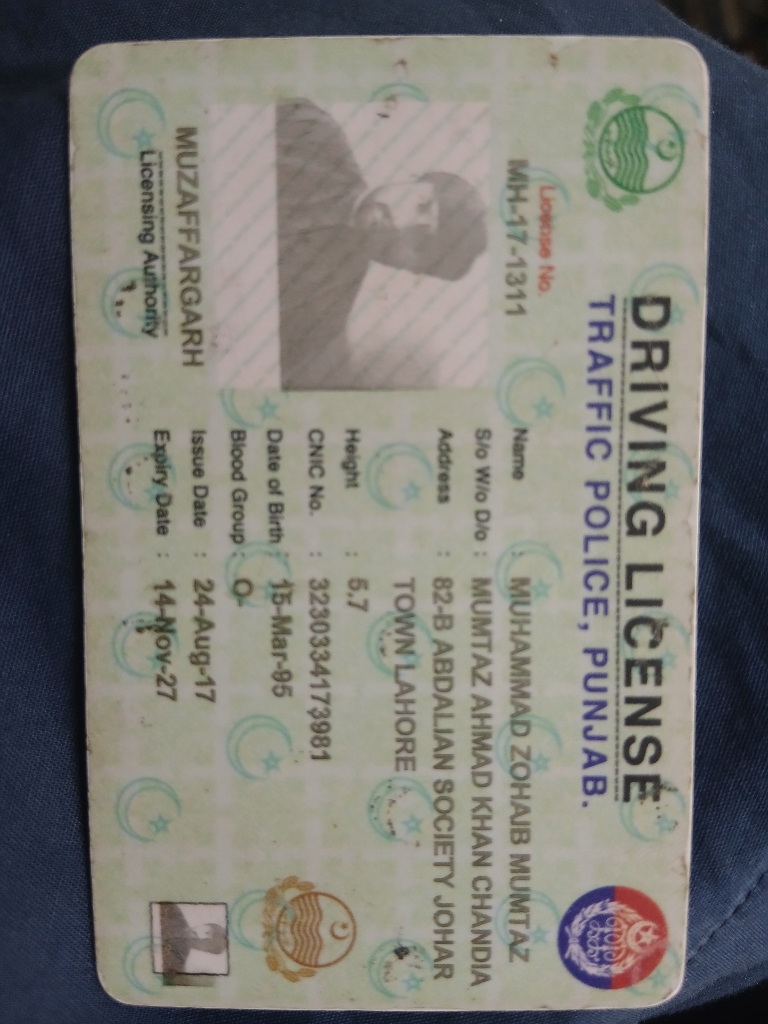 DRIVING LICENSE
TRAFFIC POLICE, PUNJAB.
License No.
MH-17-1311
Name : MUHAMMAD ZOHAIB MUMTAZ
S/o W/o D/o : MUMTAZ AHMAD KHAN CHANDIA
Address : 82-B ABDALIAN SOCIETY JOHAR
TOWN LAHORE
Height : 5.7
CNIC No. : 3230334173981
Date of Birth : 15-Mar-95
Blood Group : O-
Issue Date : 24-Aug-17
Expiry Date : 14-Nov-27
MUZAFFARGARH
Licensing Authority